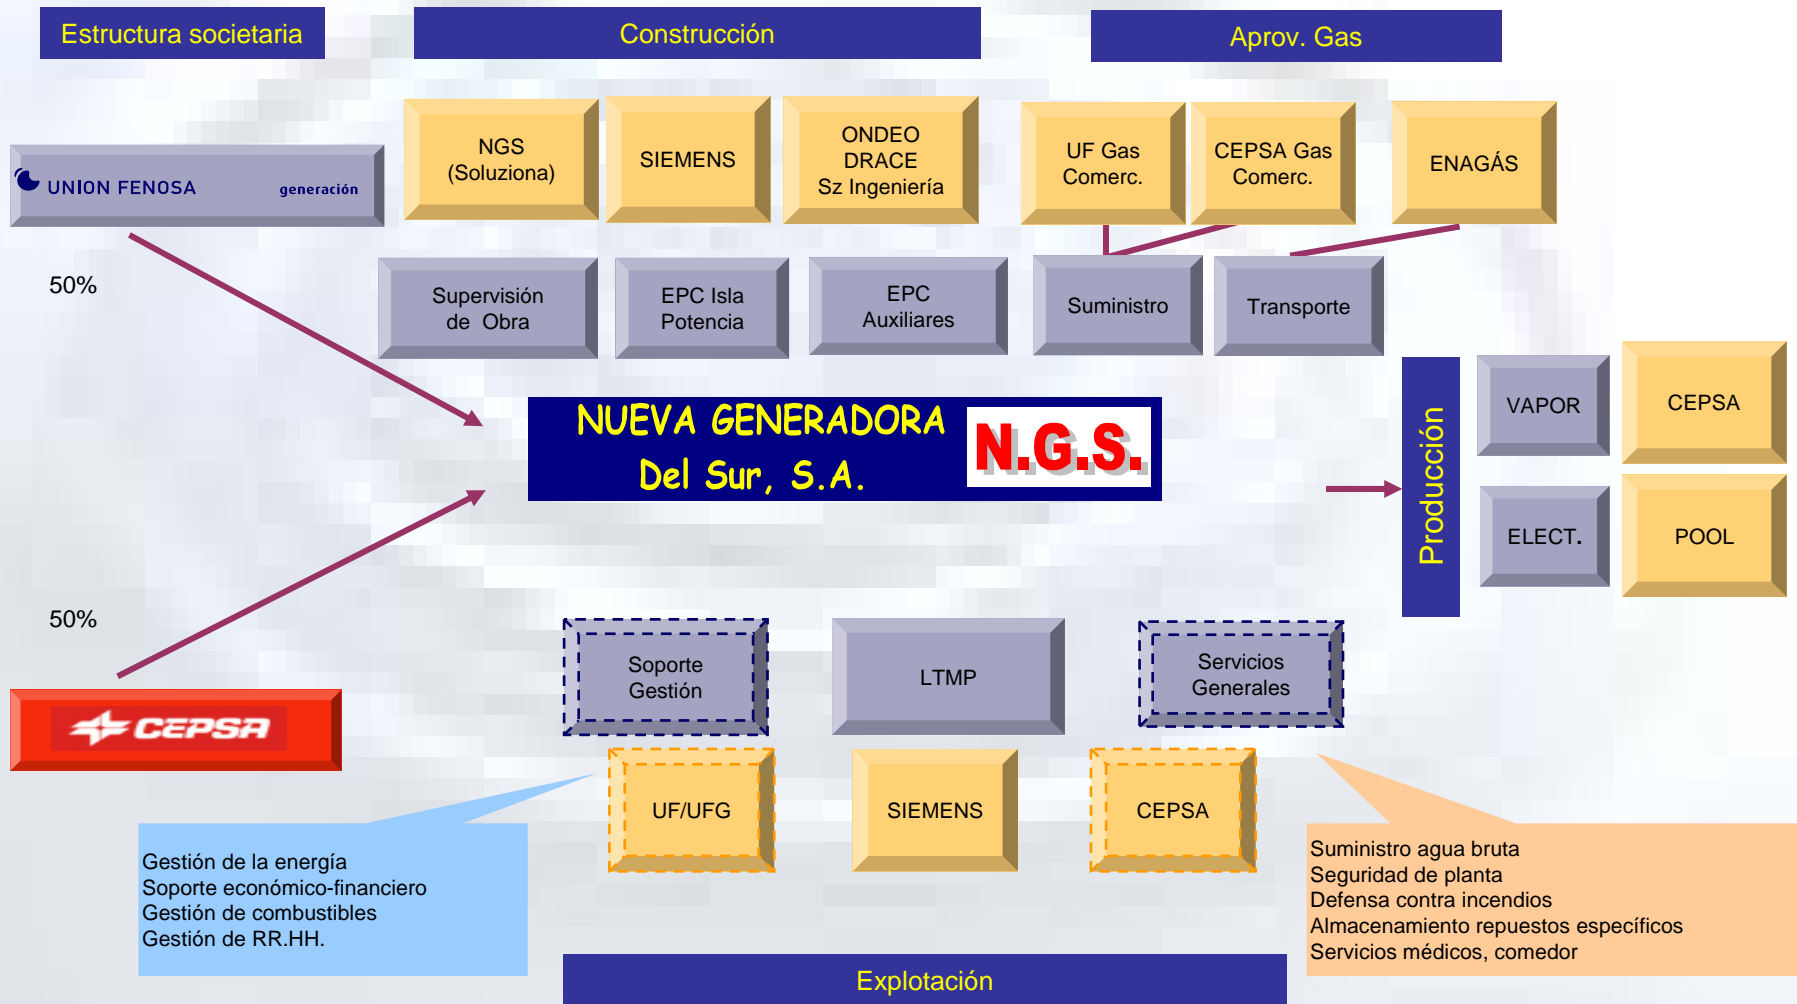 Estructura societaria
Construcción
Aprov. Gas
NGS
(Soluziona)
SIEMENS
ONDEO
DRACE
Sz Ingeniería
UF Gas
Comerc.
CEPSA Gas
Comerc.
ENAGÁS
UNION FENOSA generación
50%
Supervisión
de Obra
EPC Isla
Potencia
EPC
Auxiliares
Suministro
Transporte
NUEVA GENERADORA
Del Sur, S.A.
N.G.S.
Producción
VAPOR
CEPSA
ELECT.
POOL
50%
CEPSA
Soporte
Gestión
LTMP
Servicios
Generales
UF/UFG
SIEMENS
CEPSA
Gestión de la energía
Soporte económico-financiero
Gestión de combustibles
Gestión de RR.HH.
Suministro agua bruta
Seguridad de planta
Defensa contra incendios
Almacenamiento repuestos específicos
Servicios médicos, comedor
Explotación